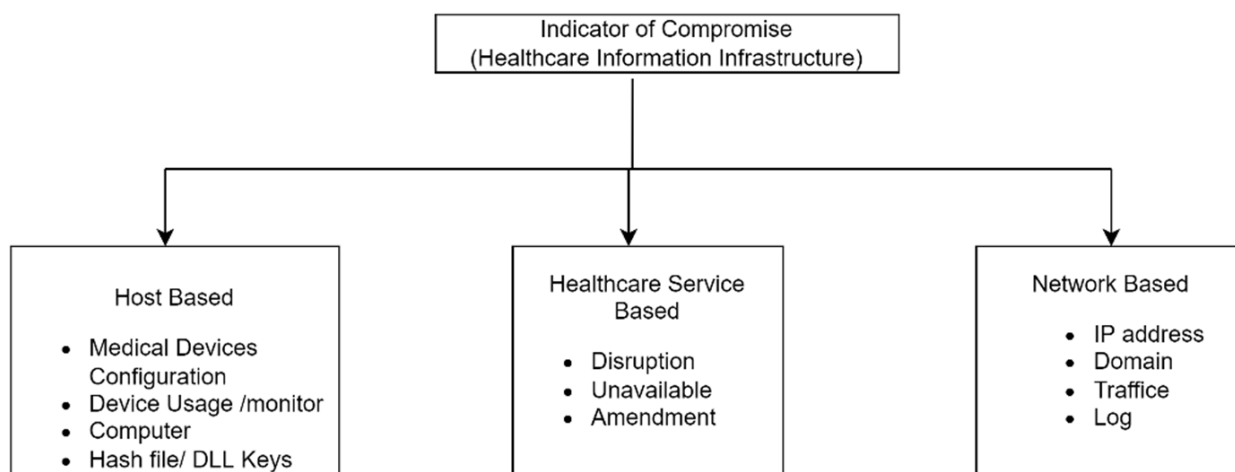 Indicator of Compromise
(Healthcare Information Infrastructure)
Host Based
• Medical Devices
Configuration
• Device Usage /monitor
• Computer
• Hash file/ DLL Keys
Healthcare Service
Based
• Disruption
• Unavailable
• Amendment
Network Based
• IP address
• Domain
• Traffice
• Log